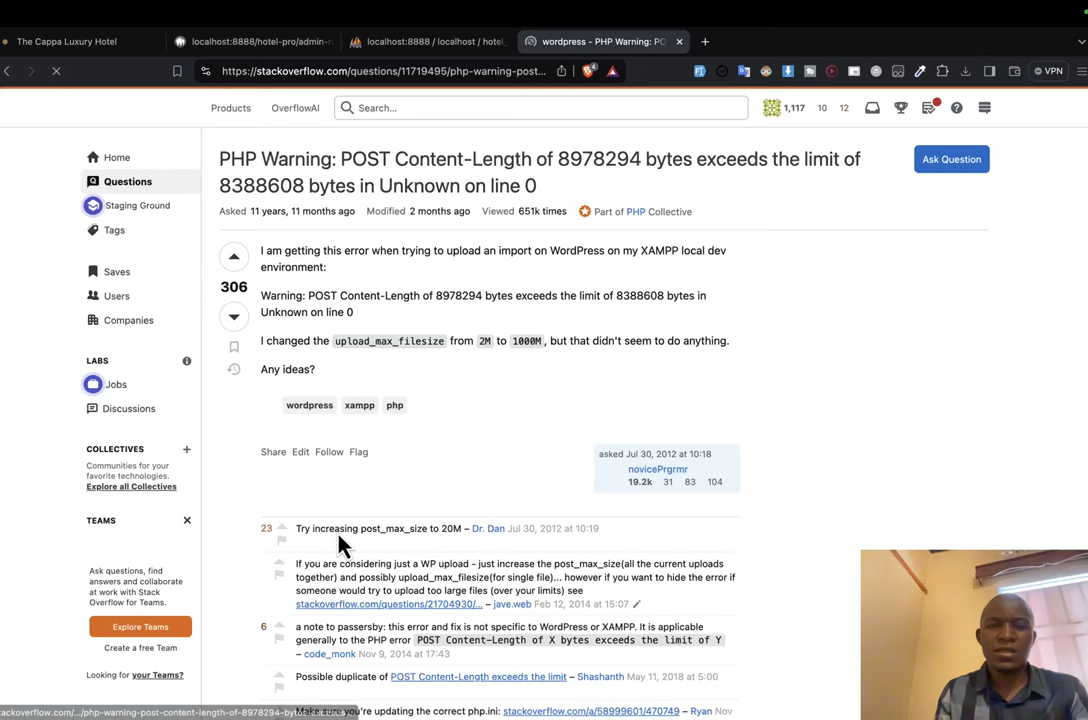 The Cappa Luxury Hotel
localhost:8888/hotel-pro/admin-r
localhost:8888 / localhost / hotel_
wordpress - PHP Warning: PO
https://stackoverflow.com/questions/11719495/php-warning-post...
4
VPN
Products
OverflowAI
Search...
1,117
10
12
Home
Questions
Staging Ground
Tags
Saves
Users
Companies
LABS
Jobs
Discussions
COLLECTIVES
Communities for your
favorite technologies.
Explore all Collectives
TEAMS
Ask questions, find
answers and collaborate
at work with Stack
Overflow for Teams.
Explore Teams
Create a free Team
Looking for your Teams?
PHP Warning: POST Content-Length of 8978294 bytes exceeds the limit of
8388608 bytes in Unknown on line 0
Ask Question
Asked 11 years, 11 months ago
Modified 2 months ago
Viewed 651k times
Part of PHP Collective
306
I am getting this error when trying to upload an import on WordPress on my XAMPP local dev
environment:
Warning: POST Content-Length of 8978294 bytes exceeds the limit of 8388608 bytes in
Unknown on line 0
I changed the upload_max_filesize from 2M to 1000M, but that didn't seem to do anything.
Any ideas?
wordpress
xampp
php
Share
Edit
Follow
Flag
asked Jul 30, 2012 at 10:18
novicePrgrmr
19.2k
31
83
104
23
Try increasing post_max_size to 20M – Dr. Dan Jul 30, 2012 at 10:19
If you are considering just a WP upload - just increase the post_max_size(all the current uploads
together) and possibly upload_max_filesize(for single file)... however if you want to hide the error if
someone would try to upload too large files (over your limits) see
stackoverflow.com/questions/21704930/... – jave.web Feb 12, 2014 at 15:07
6
a note to passersby: this error and fix is not specific to WordPress or XAMPP. It is applicable
generally to the PHP error POST Content-Length of X bytes exceeds the limit of Y
– code_monk Nov 9, 2014 at 17:43
Possible duplicate of POST Content-Length exceeds the limit – Shashanth May 11, 2018 at 5:00
Make sure you're updating the correct php.ini: stackoverflow.com/a/58999601/470749 – Ryan Nov